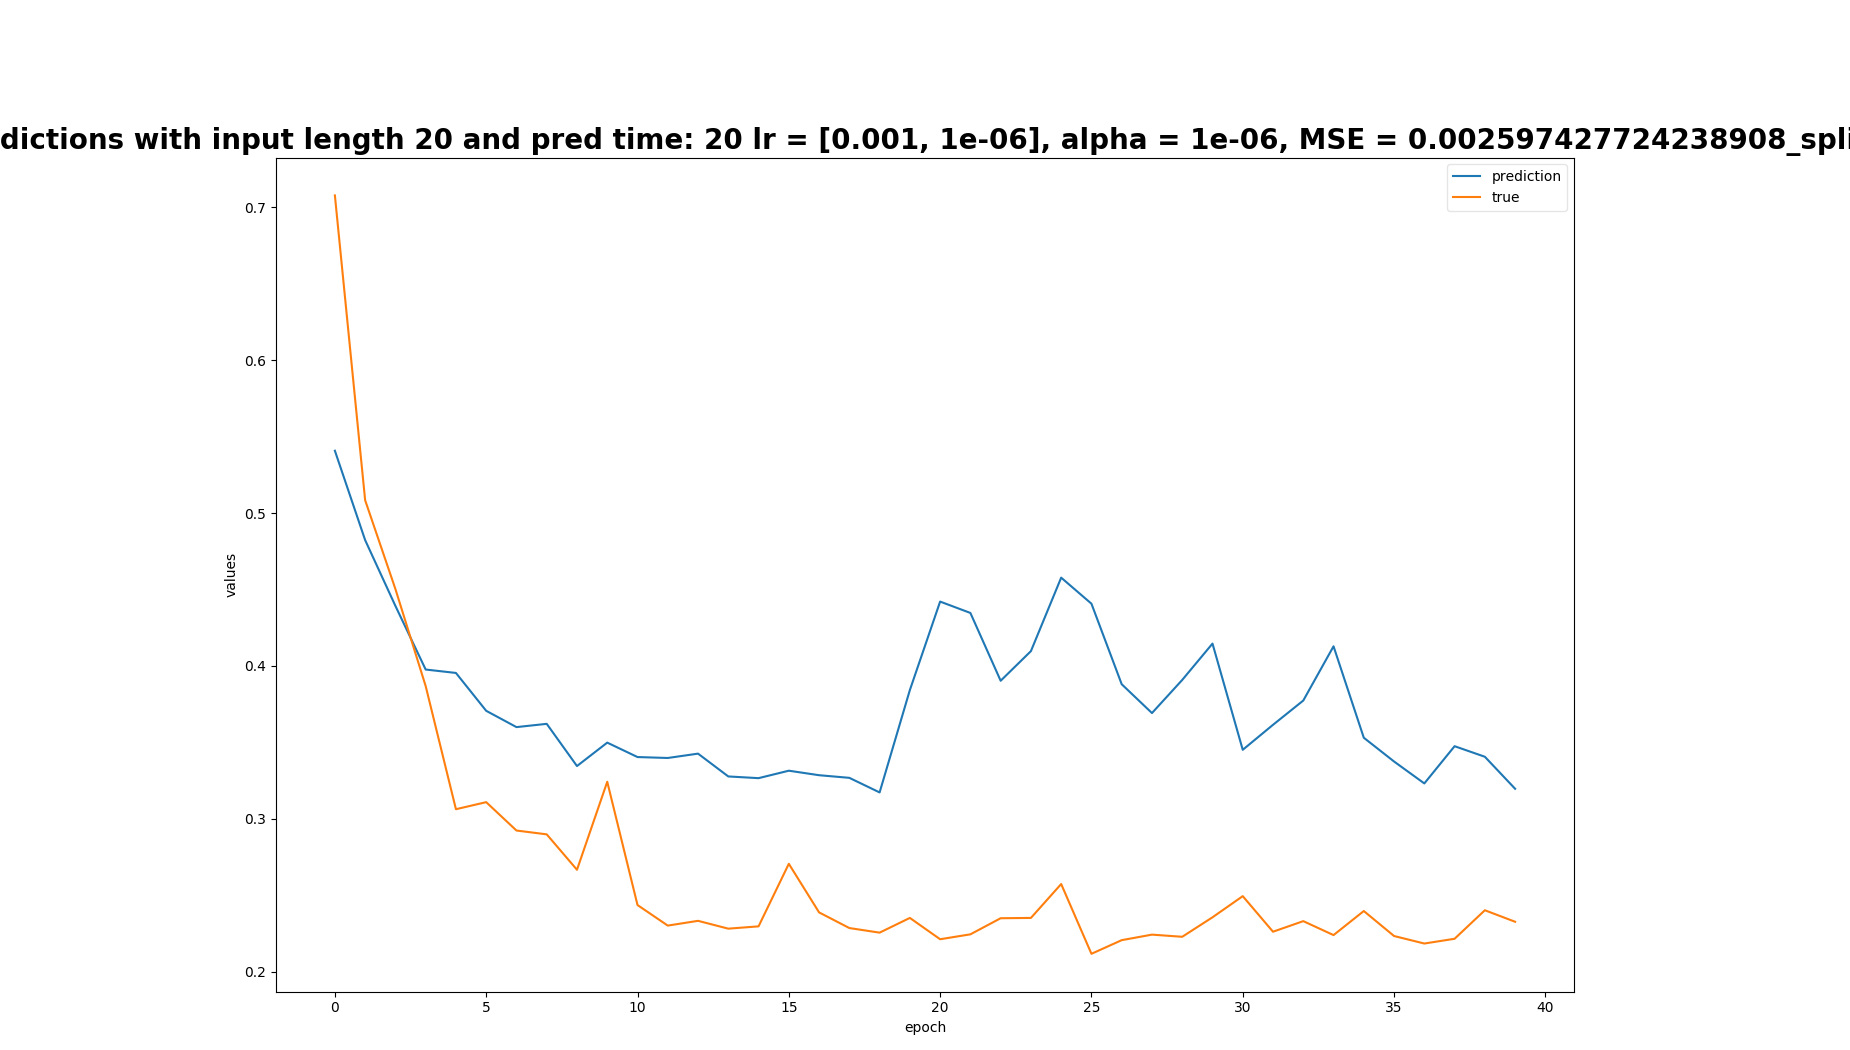 dictions with input length 20 and pred time: 20 lr = [0.001, 1e-06], alpha = 1e-06, MSE = 0.002597427724238908_spli
prediction
true
0.7
0.6
0.5
0.4
0.3
0.2
values
0 5 10 15 20 25 30 35 40
epoch